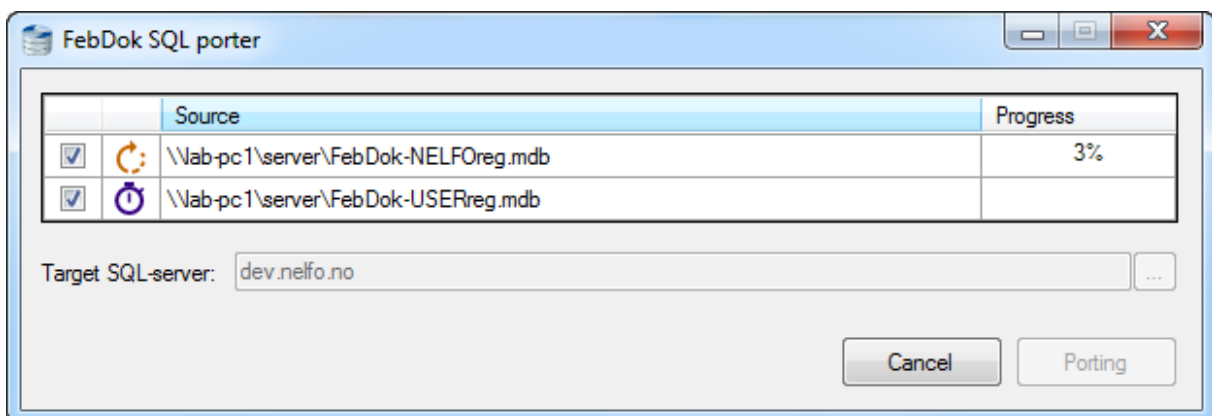 FebDok SQL porter
Source Progress
\\lab-pc1\server\FebDok-NELFOreg.mdb 3%
\\lab-pc1\server\FebDok-USERreg.mdb
Target SQL-server: dev.nelfo.no ...
Cancel Porting